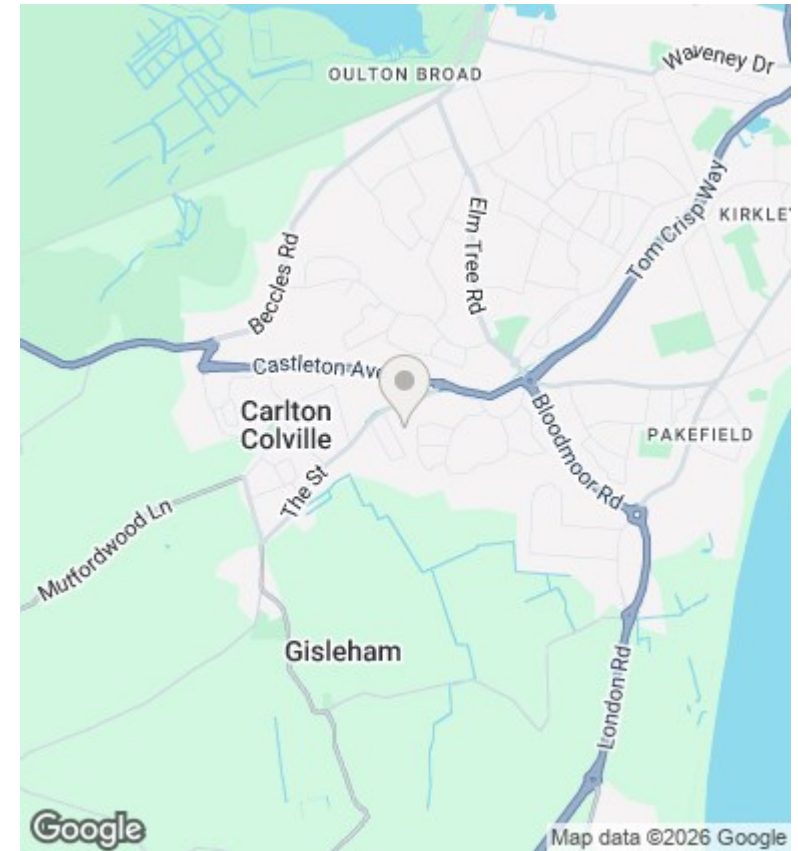 OULTON BROAD
Waveney Dr
Elm Tree Rd
Tom Crisp Way
KIRKLEY
Beccles Rd
Castleton Ave
Carlton
Colville
Bloodmoor Rd
PAKEFIELD
The St
Mutfordwood Ln
Gisleham
London Rd
Google
Map data ©2026 Google